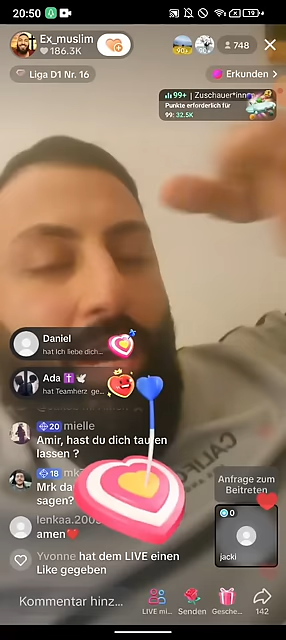 20:50
Ex_muslim
186.3K
748
Liga D1 Nr. 16
Erkunden >
99+ | Zuschauer*innen
Punkte erforderlich für
99: 32.5K
Daniel
hat Ich liebe dich...
Ada
hat Teamherz ge...
20 mielle
Amir, hast du dich taufen
lassen ?
18
Mrk
sagen?
amen
Yvonne hat dem LIVE einen
Like gegeben
Anfrage zum
Beitreten
0
jacki
Kommentar hinz...
LIVE mi...
Senden
Gesche...
142